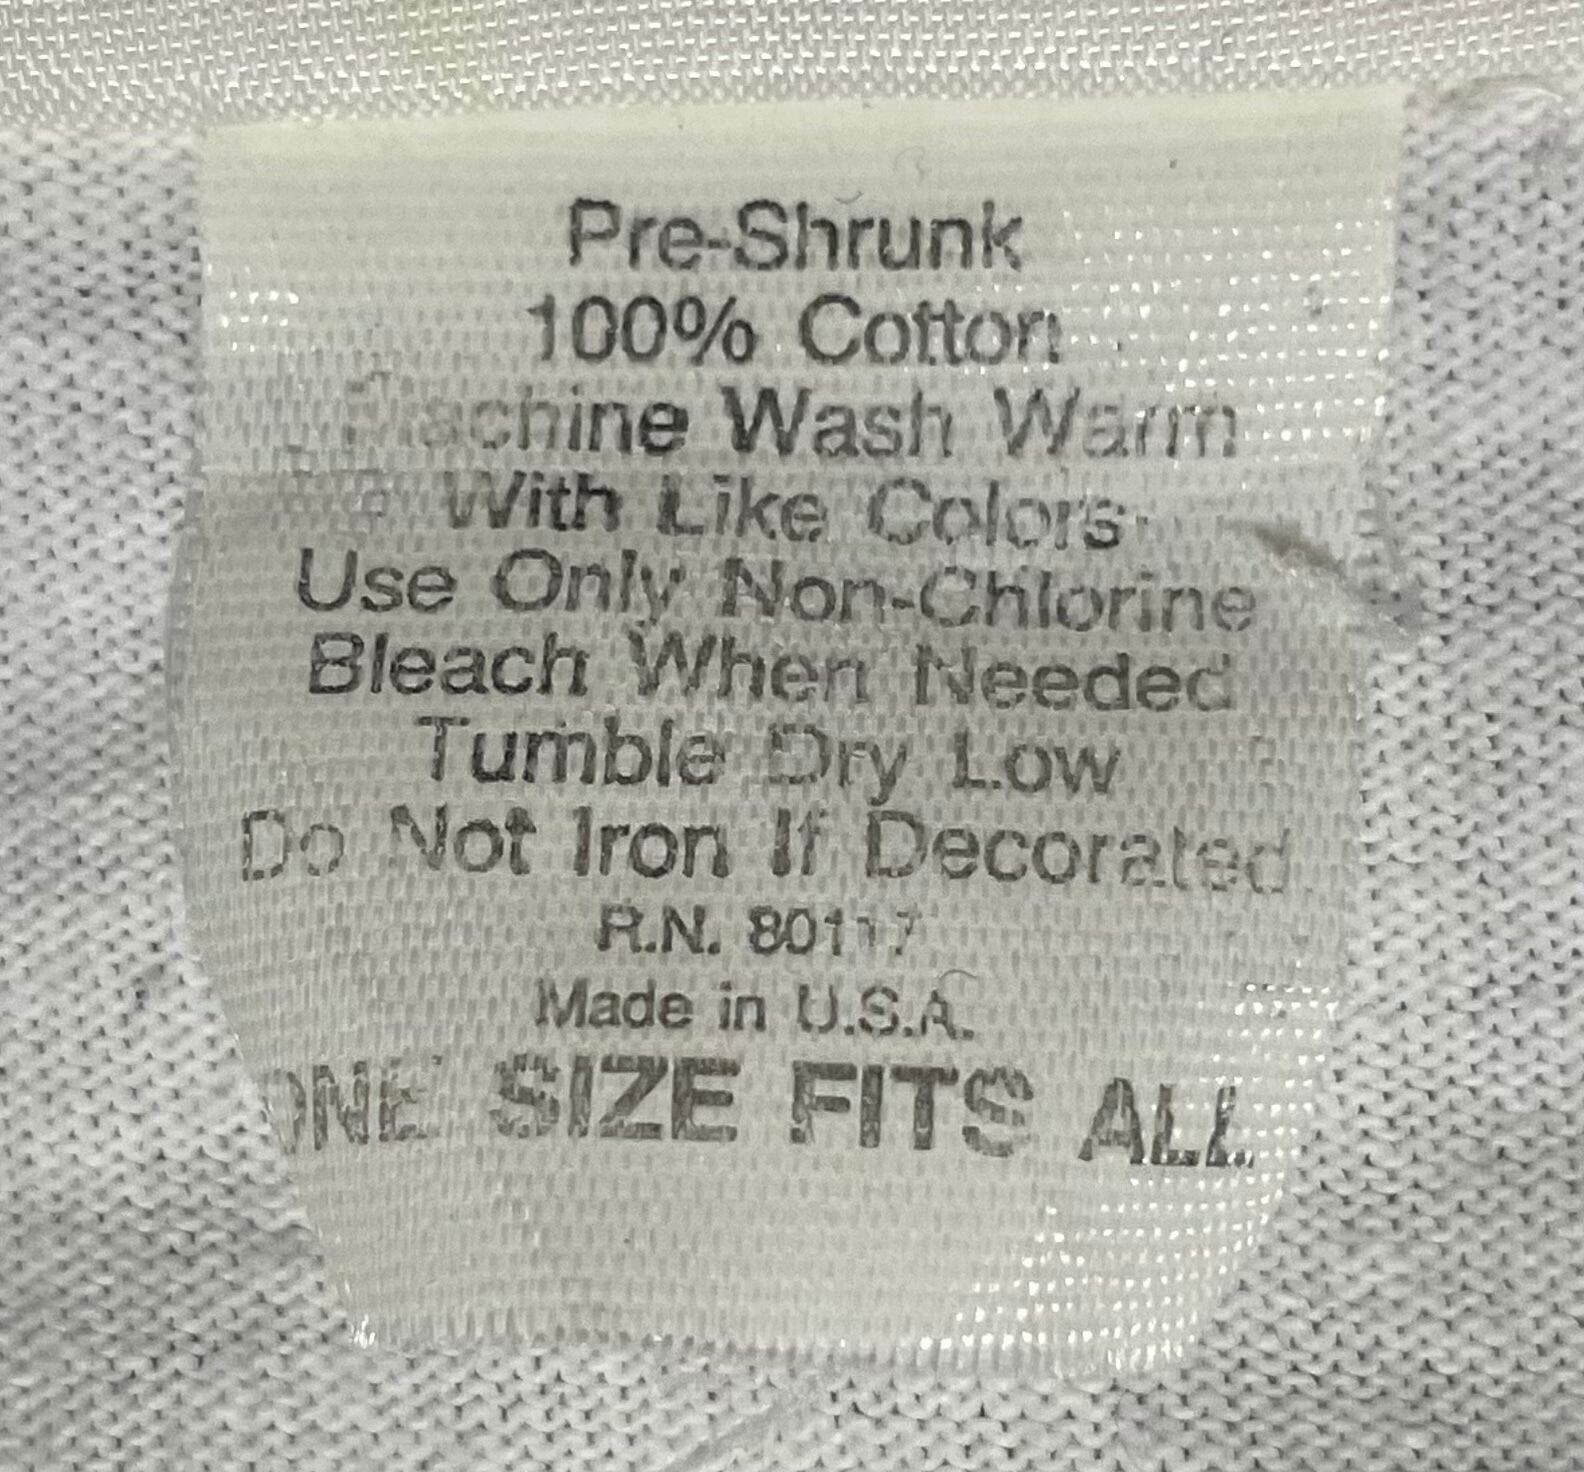 Pre-Shrunk
100% Cotton
Machine Wash Warm
With Like Colors
Use Only Non-Chlorine
Bleach When Needed
Tumble Dry Low
Do Not Iron If Decorated
R.N. 80117
Made in U.S.A.
ONE SIZE FITS ALL